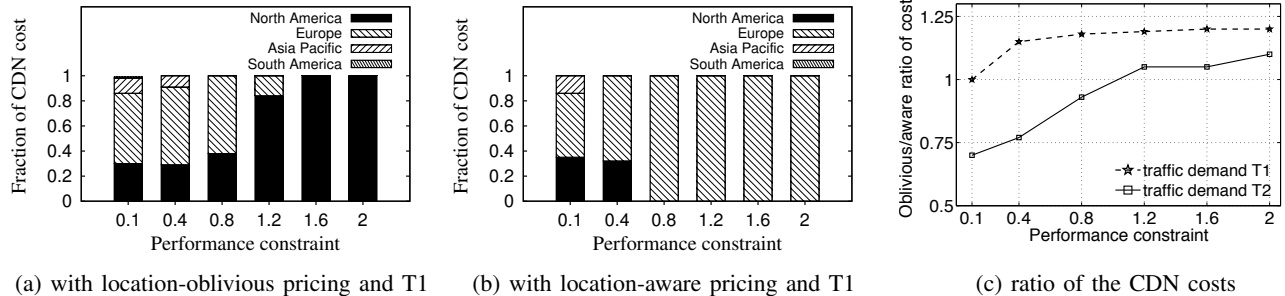 Fraction of CDN cost
North America
Europe
Asia Pacific
South America
1
0.8
0.6
0.4
0.2
0
0.1 0.4 0.8 1.2 1.6 2
Performance constraint
(a) with location-oblivious pricing and T1
Fraction of CDN cost
North America
Europe
Asia Pacific
South America
1
0.8
0.6
0.4
0.2
0
0.1 0.4 0.8 1.2 1.6 2
Performance constraint
(b) with location-aware pricing and T1
Oblivious/aware ratio of cost
1.25
1
0.75
0.5
traffic demand T1
traffic demand T2
0.1 0.4 0.8 1.2 1.6 2
Performance constraint
(c) ratio of the CDN costs